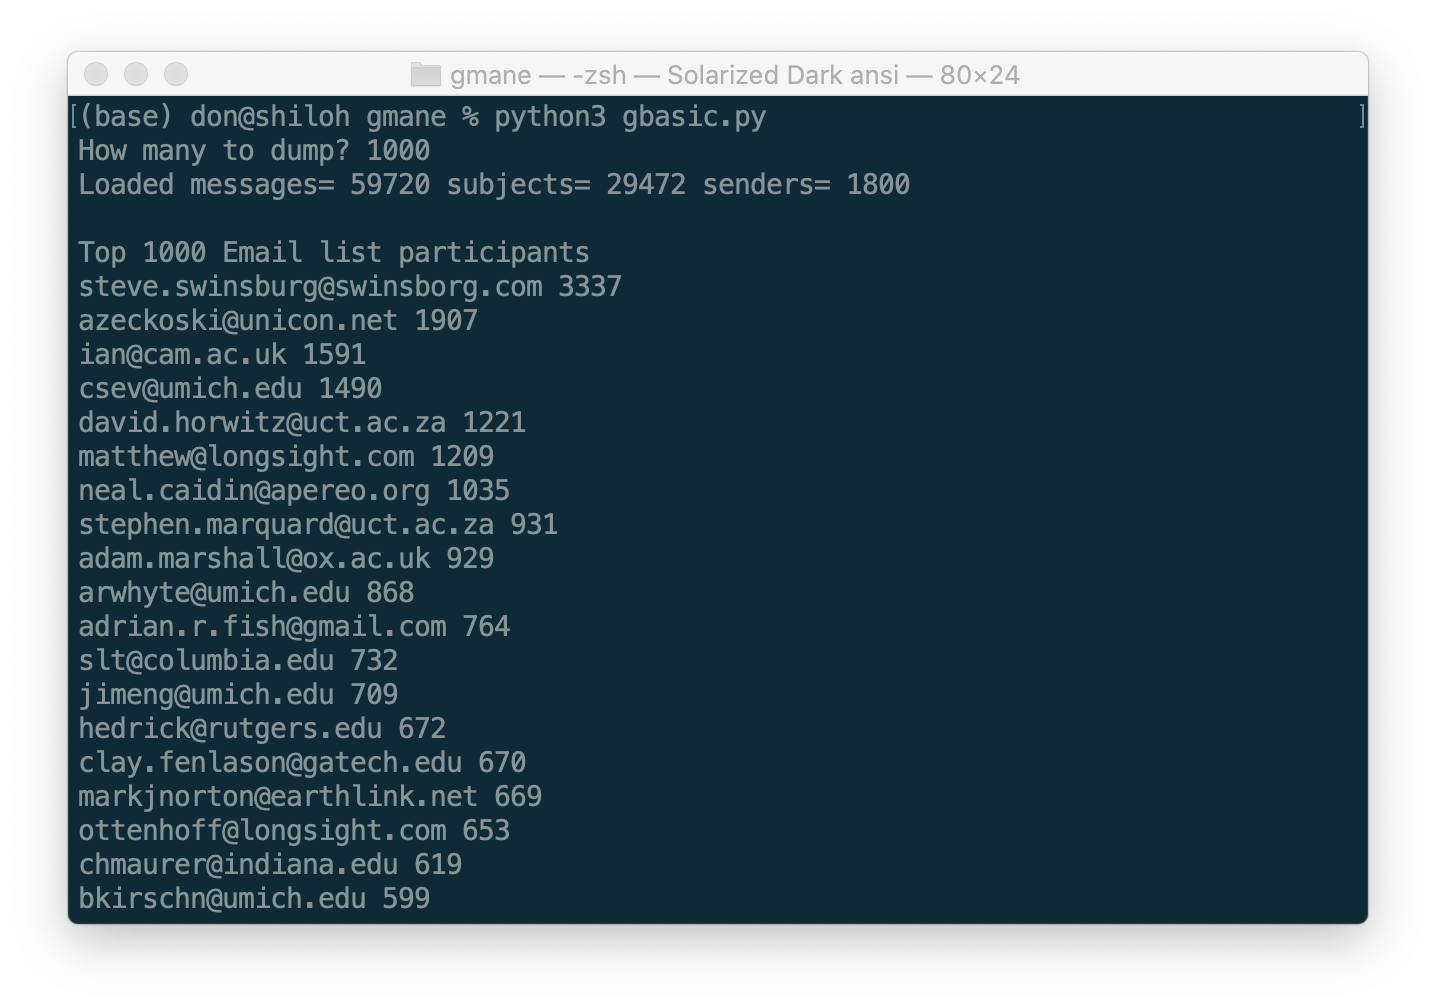 gmane — -zsh — Solarized Dark ansi — 80×24
[(base) don@shiloh gmane % python3 gbasic.py ]
How many to dump? 1000
Loaded messages= 59720 subjects= 29472 senders= 1800
Top 1000 Email list participants
steve.swinsburg@swinsborg.com 3337
azeckoski@unicon.net 1907
ian@cam.ac.uk 1591
csev@umich.edu 1490
david.horwitz@uct.ac.za 1221
matthew@longsight.com 1209
neal.caidin@apereo.org 1035
stephen.marquard@uct.ac.za 931
adam.marshall@ox.ac.uk 929
arwhyte@umich.edu 868
adrian.r.fish@gmail.com 764
slt@columbia.edu 732
jimeng@umich.edu 709
hedrick@rutgers.edu 672
clay.fenlason@gatech.edu 670
markjnorton@earthlink.net 669
ottenhoff@longsight.com 653
chmaurer@indiana.edu 619
bkirschn@umich.edu 599